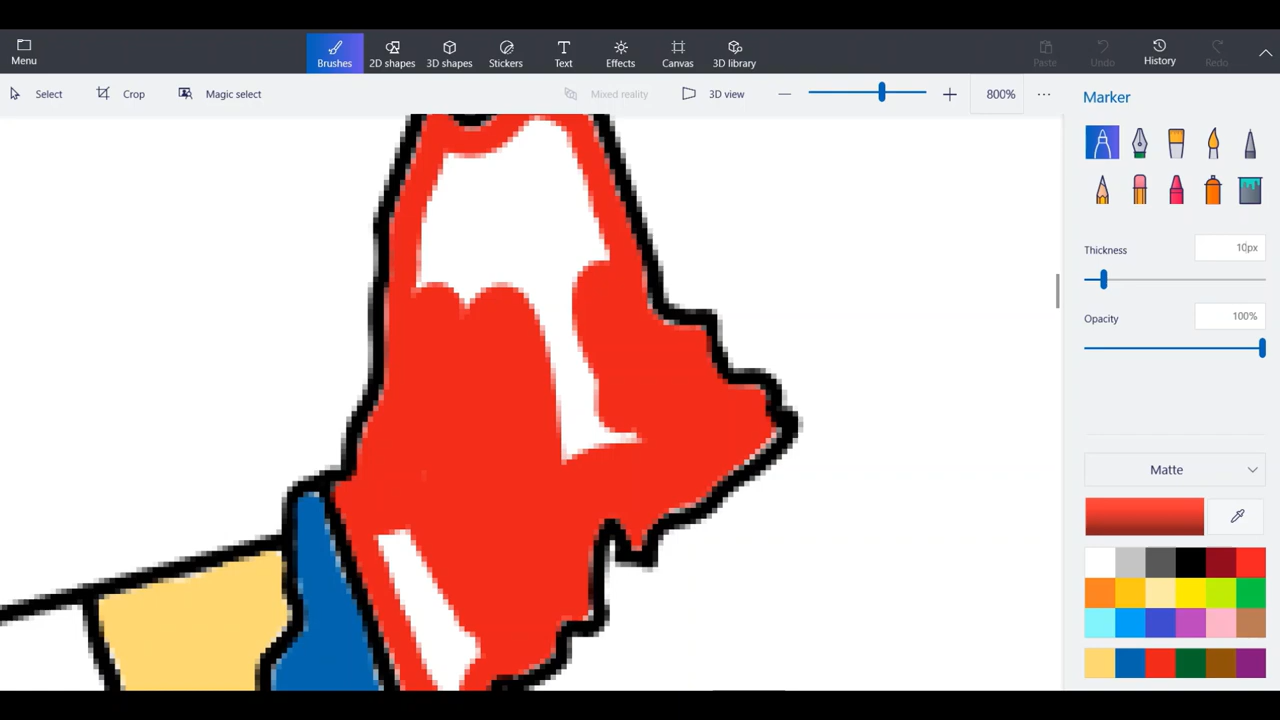 Menu
Brushes
2D shapes
3D shapes
Stickers
Text
Effects
Canvas
3D library
Paste
Undo
History
Redo
Select
Crop
Magic select
Mixed reality
3D view
800%
Marker
Thickness
10px
Opacity
100%
Matte